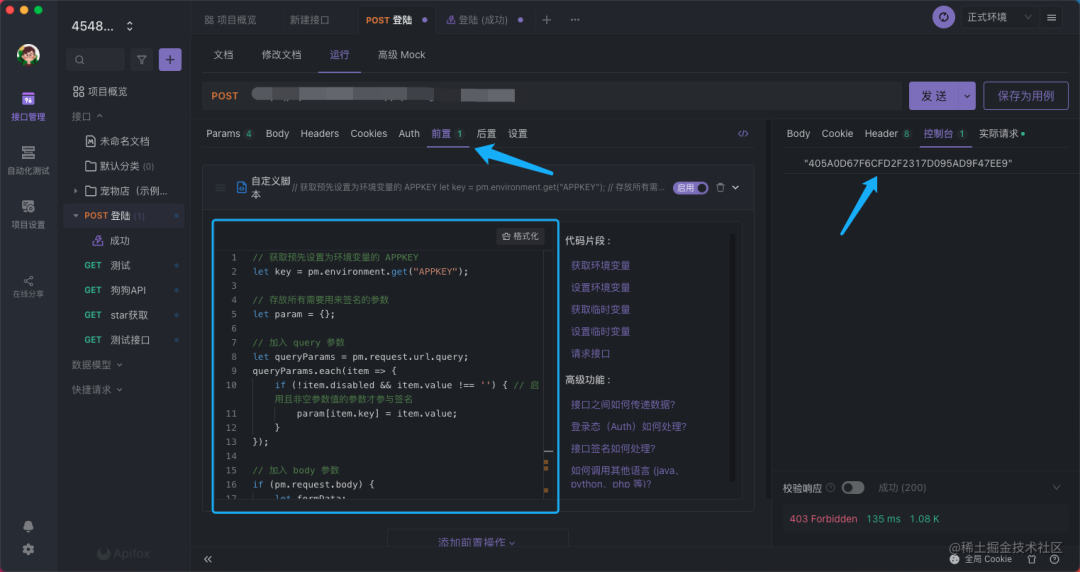 4548...
项目概览
新建接口
POST 登陆
登陆 (成功)
正式环境
接口管理
自动化测试
项目设置
在线分享
项目概览
接口
未命名文档
默认分类 (0)
宠物店（示例...
POST 登陆 (1)
成功
GET 测试
GET 狗狗API
GET star获取
GET 测试接口
数据模型
快捷请求
Apifox
文档
修改文档
运行
高级 Mock
POST
发 送
保存为用例
Params 4
Body
Headers
Cookies
Auth
前置 1
后置
设置
自定义脚本
// 获取预先设置为环境变量的 APPKEY let key = pm.environment.get("APPKEY"); // 存放所有需...
启用
格式化
1 // 获取预先设置为环境变量的 APPKEY
2 let key = pm.environment.get("APPKEY");
3
4 // 存放所有需要用来签名的参数
5 let param = {};
6
7 // 加入 query 参数
8 let queryParams = pm.request.url.query;
9 queryParams.each(item => {
10 if (!item.disabled && item.value !== '') { // 启
用且非空参数值的参数才参与签名
11 param[item.key] = item.value;
12 }
13 });
14
15 // 加入 body 参数
16 if (pm.request.body) {
17 let formData;
代码片段：
获取环境变量
设置环境变量
获取临时变量
设置临时变量
请求接口
高级功能：
接口之间如何传递数据?
登录态（Auth）如何处理?
接口签名如何处理?
如何调用其他语言 (java、
python、php 等)?
添加前置操作
Body
Cookie
Header 8
控制台 1
实际请求
"405A0D67F6CFD2F2317D095AD9F47EE9"
校验响应
成功 (200)
403 Forbidden 135 ms 1.08 K
@稀土掘金技术社区
全局 Cookie